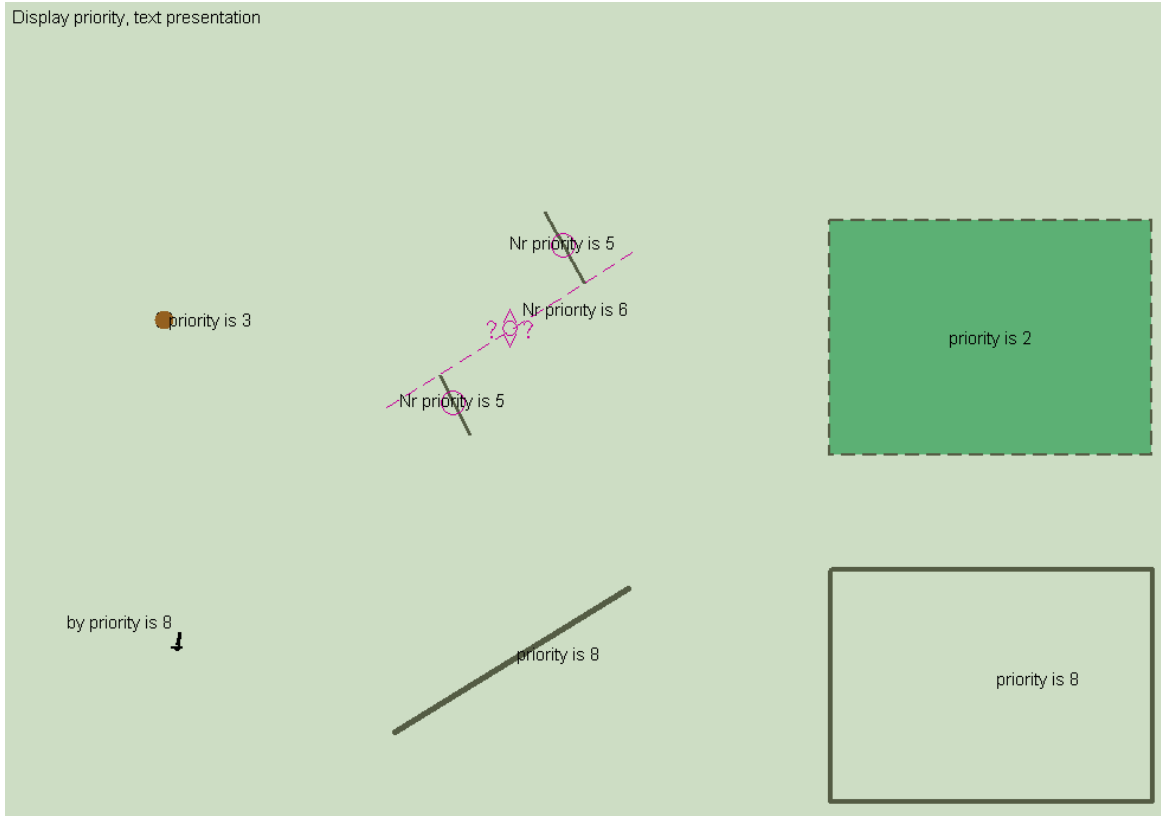 Display priority, text presentation
Nr priority is 5
Nr priority is 6
priority is 3
? ?
priority is 2
Nr priority is 5
by priority is 8
priority is 8
priority is 8